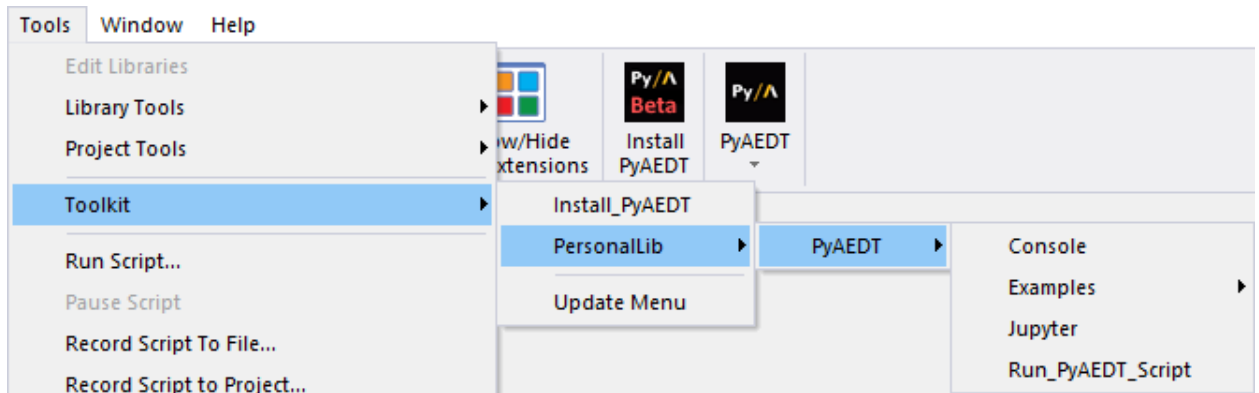 Tools Window Help
Edit Libraries
Library Tools
Project Tools
Toolkit
Run Script...
Pause Script
Record Script To File...
Record Script to Project...
ow/Hide
xtensions
Py/Λ
Beta
Install
PyAEDT
Py/Λ
PyAEDT
Install_PyAEDT
PersonalLib
Update Menu
PyAEDT
Console
Examples
Jupyter
Run_PyAEDT_Script